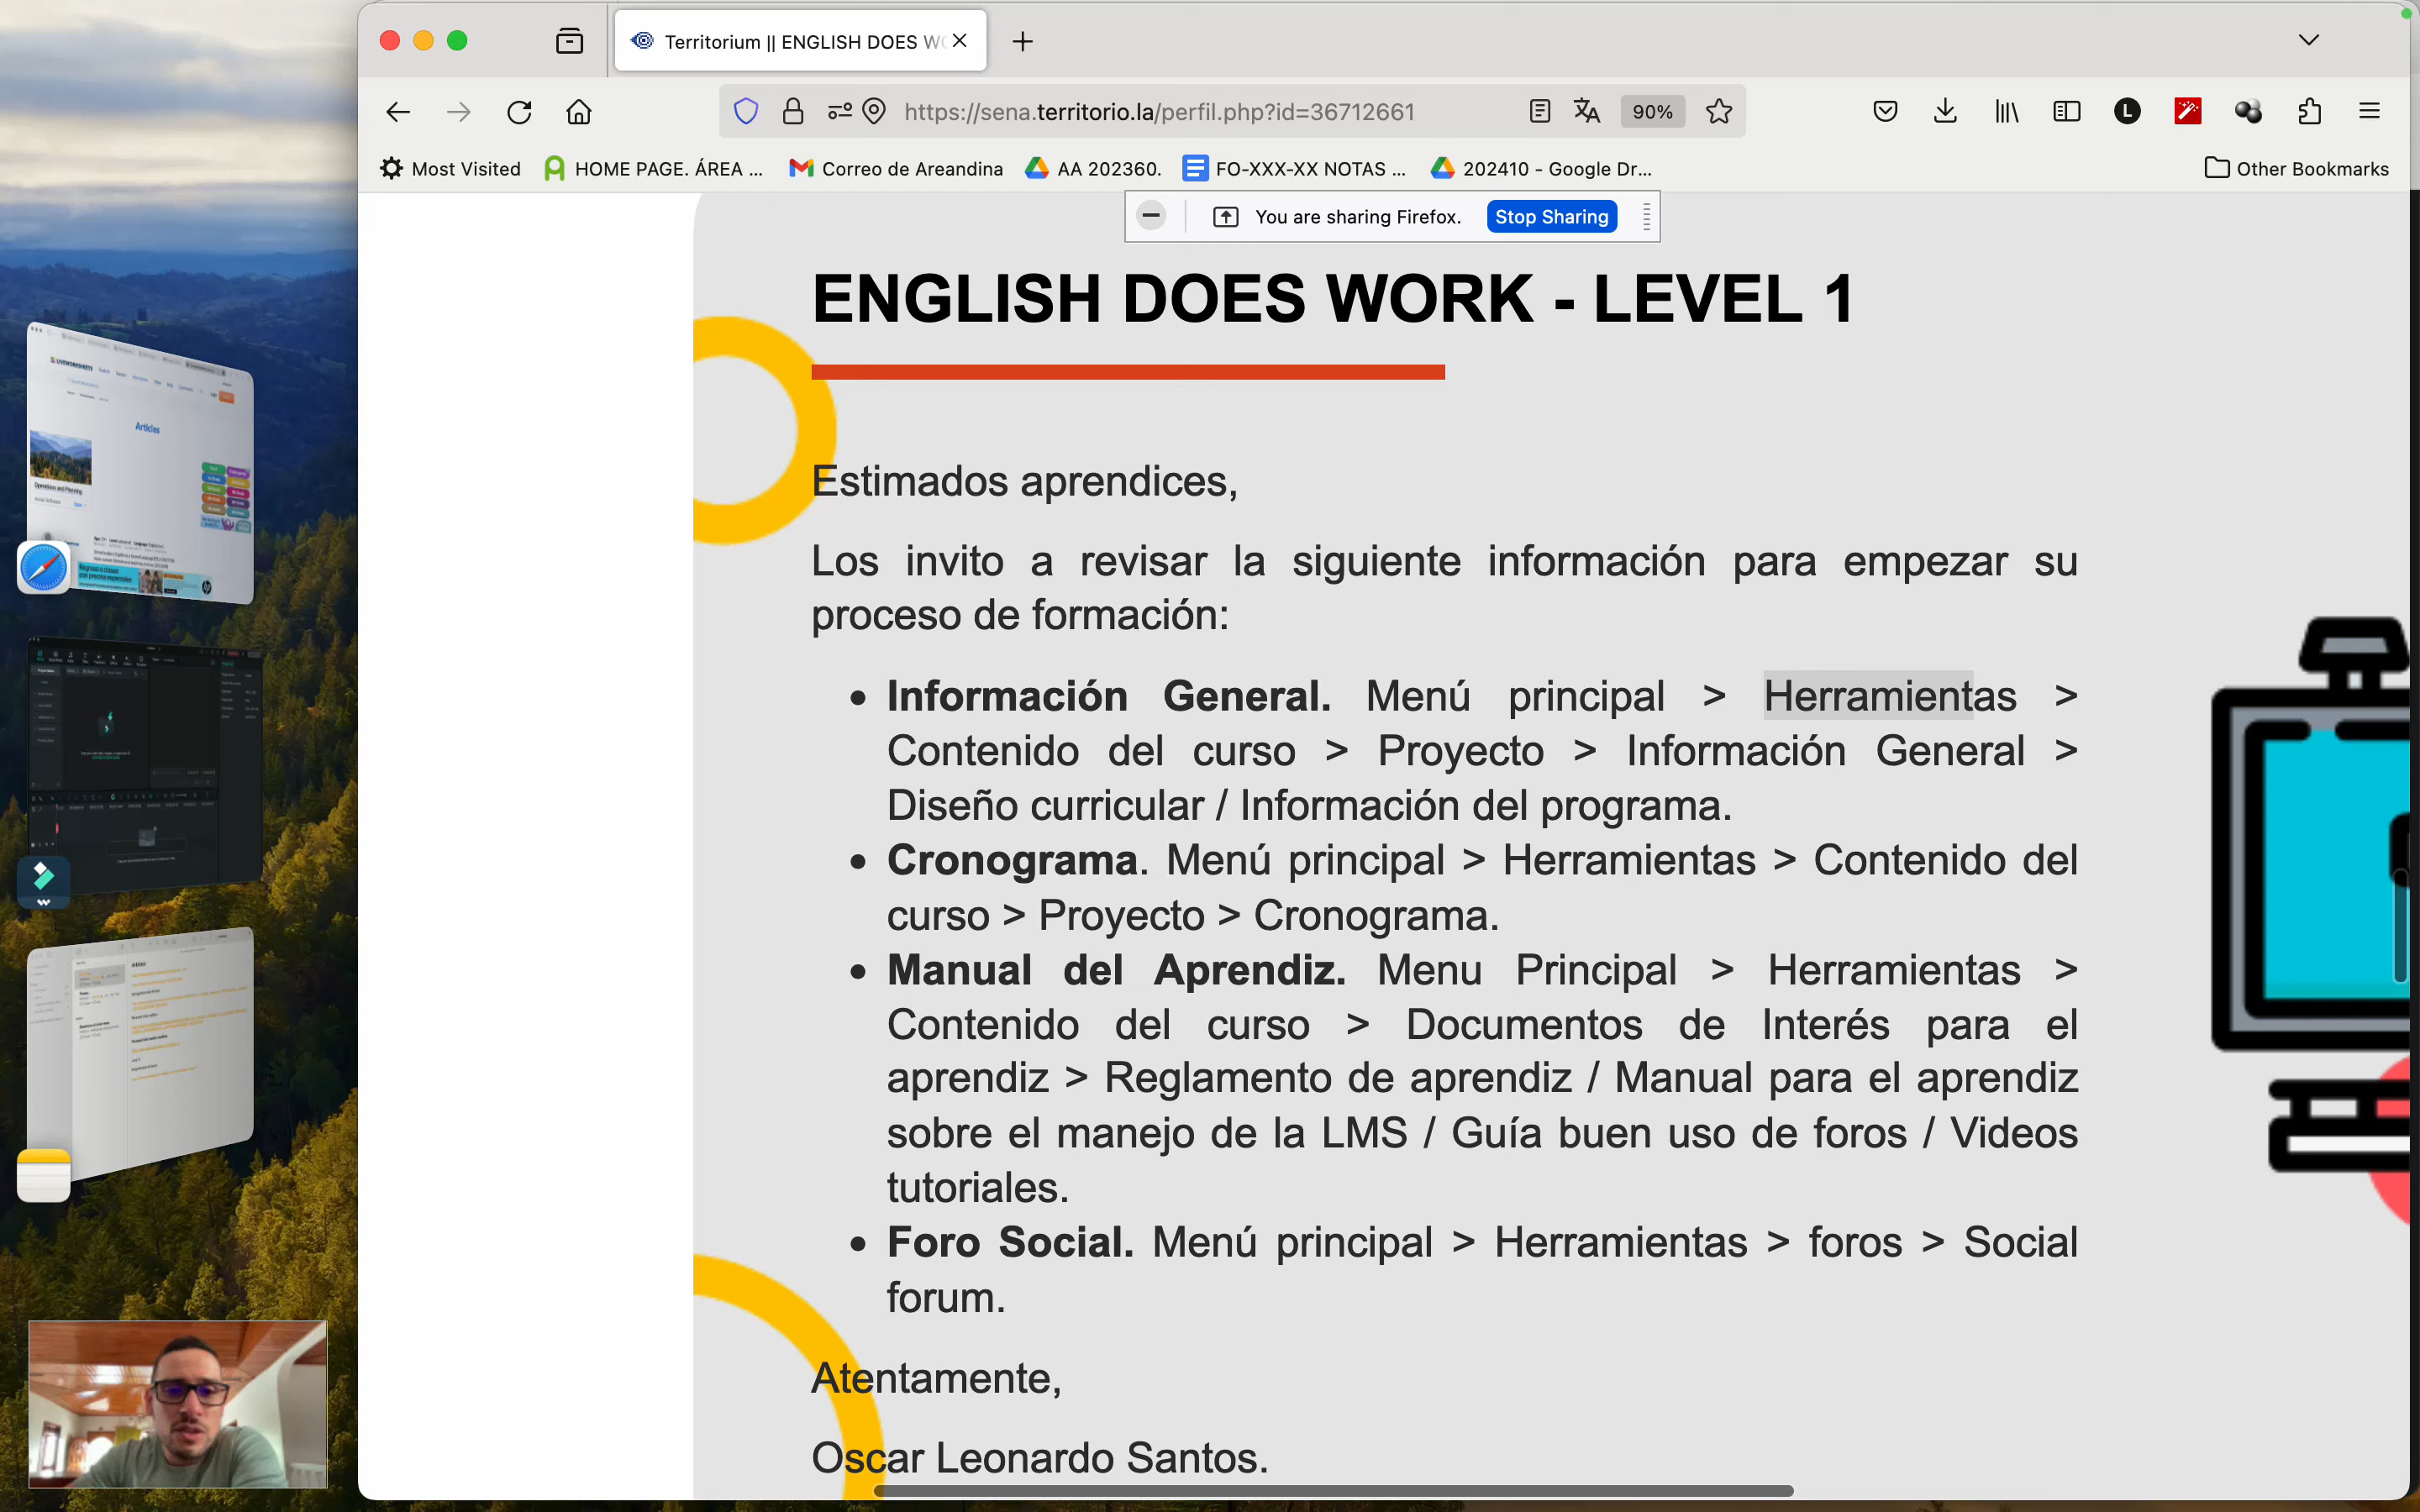 Territorium || ENGLISH DOES WO
https://sena.territorio.la/perfil.php?id=36712661
90%
L
Most Visited
HOME PAGE. ÁREA ...
Correo de Areandina
AA 202360.
FO-XXX-XX NOTAS ...
202410 - Google Dr...
Other Bookmarks
You are sharing Firefox.
Stop Sharing
ENGLISH DOES WORK - LEVEL 1
Estimados aprendices,
Los invito a revisar la siguiente información para empezar su
proceso de formación:
• Información General. Menú principal > Herramientas >
Contenido del curso > Proyecto > Información General >
Diseño curricular / Información del programa.
• Cronograma. Menú principal > Herramientas > Contenido del
curso > Proyecto > Cronograma.
• Manual del Aprendiz. Menu Principal > Herramientas >
Contenido del curso > Documentos de Interés para el
aprendiz > Reglamento de aprendiz / Manual para el aprendiz
sobre el manejo de la LMS / Guía buen uso de foros / Videos
tutoriales.
• Foro Social. Menú principal > Herramientas > foros > Social
forum.
Atentamente,
Oscar Leonardo Santos.
LIVEWORKSHEETS
Articles
Operations and Planning